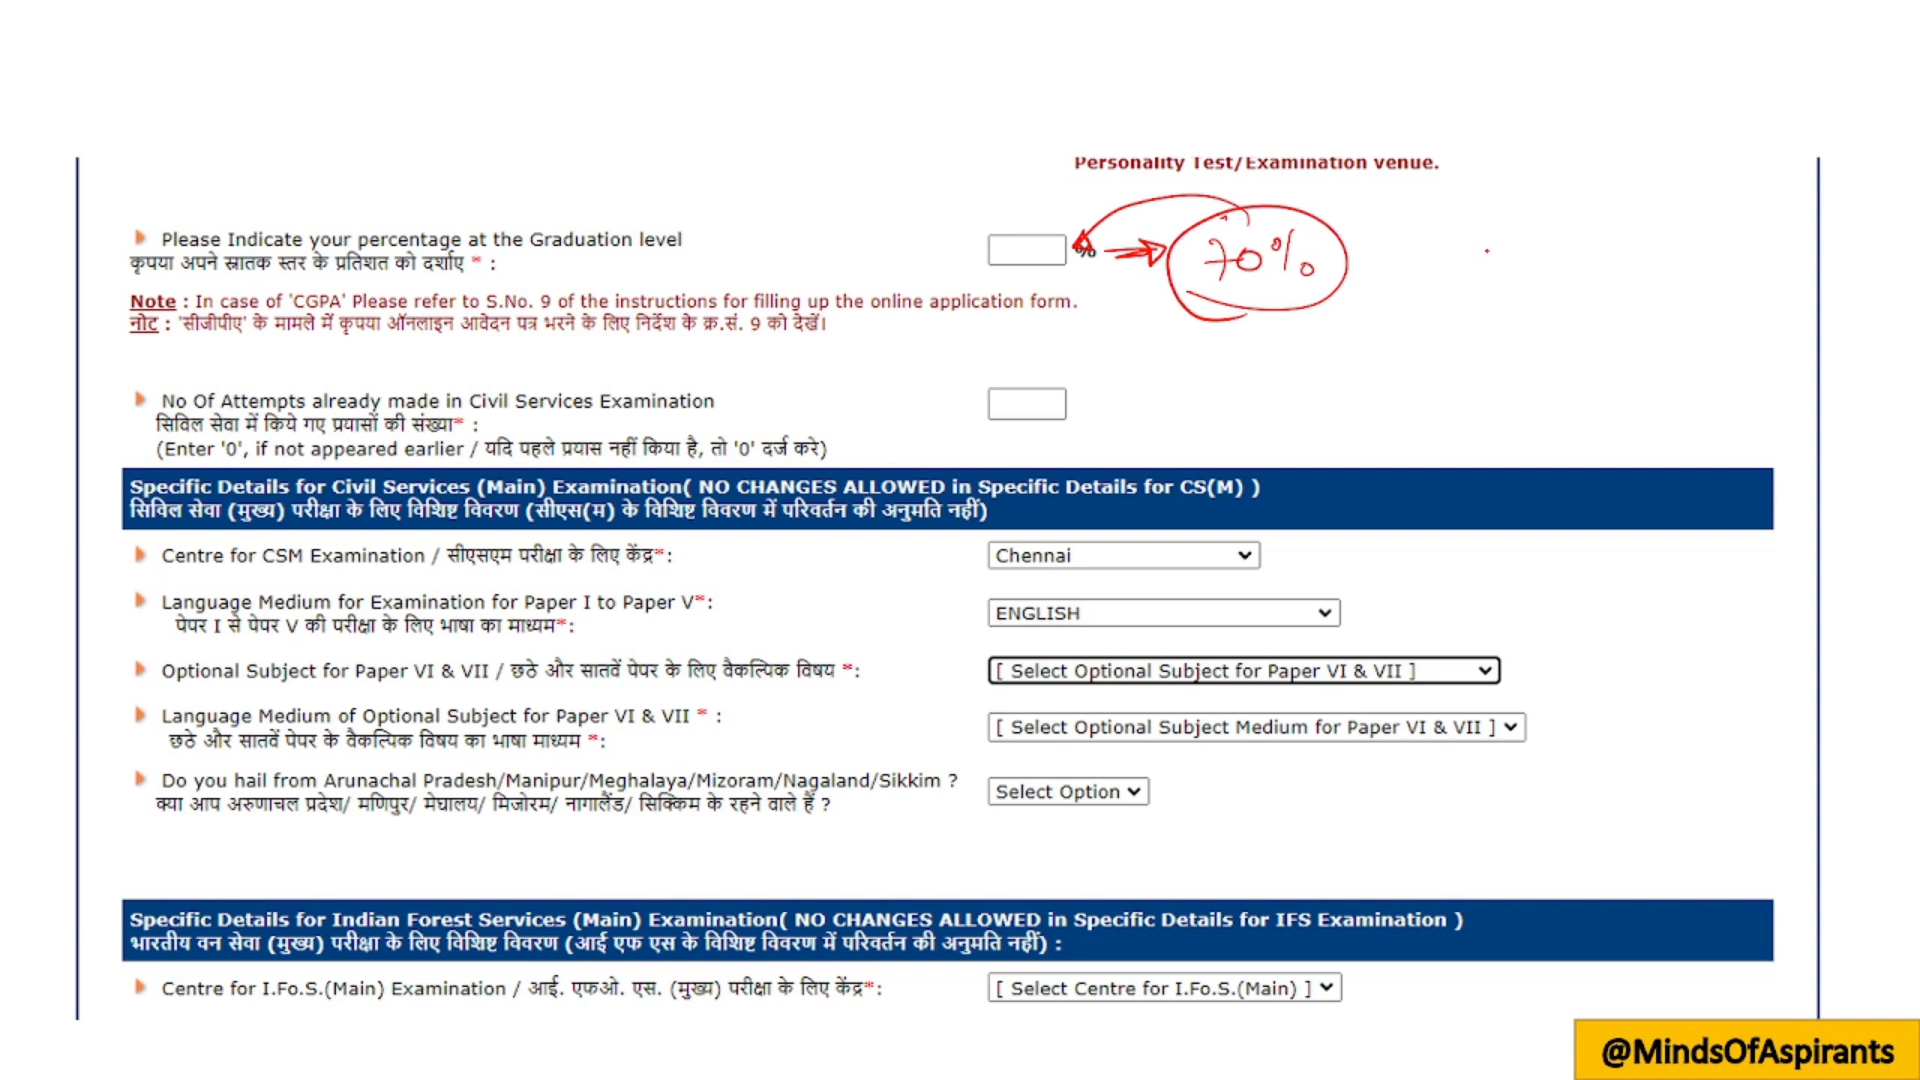 Personality Test/Examination venue.
Please Indicate your percentage at the Graduation level
कृपया अपने स्नातक स्तर के प्रतिशत को दर्शाए * :
% 70%
Note : In case of 'CGPA' Please refer to S.No. 9 of the instructions for filling up the online application form.
नोट : 'सीजीपीए' के मामले में कृपया ऑनलाइन आवेदन पत्र भरने के लिए निर्देश के क्र.सं. 9 को देखें।
No Of Attempts already made in Civil Services Examination
सिविल सेवा में किये गए प्रयासों की संख्या* :
(Enter '0', if not appeared earlier / यदि पहले प्रयास नहीं किया है, तो '0' दर्ज करे)
Specific Details for Civil Services (Main) Examination( NO CHANGES ALLOWED in Specific Details for CS(M) )
सिविल सेवा (मुख्य) परीक्षा के लिए विशिष्ट विवरण (सीएस(म) के विशिष्ट विवरण में परिवर्तन की अनुमति नहीं)
Centre for CSM Examination / सीएसएम परीक्षा के लिए केंद्र*: Chennai
Language Medium for Examination for Paper I to Paper V*:
पेपर I से पेपर V की परीक्षा के लिए भाषा का माध्यम*:
ENGLISH
Optional Subject for Paper VI & VII / छठे और सातवें पेपर के लिए वैकल्पिक विषय *: [ Select Optional Subject for Paper VI & VII ]
Language Medium of Optional Subject for Paper VI & VII * :
छठे और सातवें पेपर के वैकल्पिक विषय का भाषा माध्यम *:
[ Select Optional Subject Medium for Paper VI & VII ]
Do you hail from Arunachal Pradesh/Manipur/Meghalaya/Mizoram/Nagaland/Sikkim ?
क्या आप अरुणाचल प्रदेश/ मणिपुर/ मेघालय/ मिजोरम/ नागालैंड/ सिक्किम के रहने वाले हैं ?
Select Option
Specific Details for Indian Forest Services (Main) Examination( NO CHANGES ALLOWED in Specific Details for IFS Examination )
भारतीय वन सेवा (मुख्य) परीक्षा के लिए विशिष्ट विवरण (आई एफ एस के विशिष्ट विवरण में परिवर्तन की अनुमति नहीं) :
Centre for I.Fo.S.(Main) Examination / आई. एफओ. एस. (मुख्य) परीक्षा के लिए केंद्र*: [ Select Centre for I.Fo.S.(Main) ]
@MindsOfAspirants